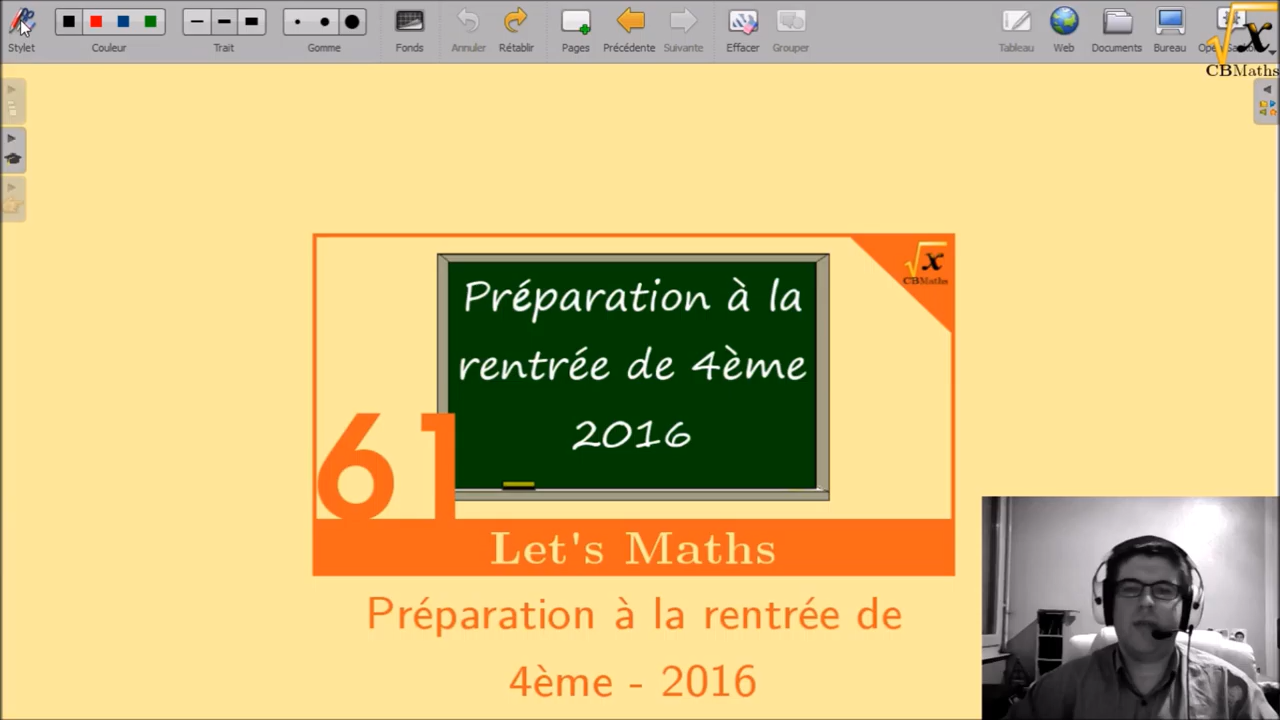 Stylet
Couleur
Trait
Gomme
Fonds
Annuler
Rétablir
Pages
Précédente
Suivante
Effacer
Grouper
Tableau
Web
Documents
Bureau
x
CBMaths
Préparation à la
rentrée de 4ème
2016
x
CBMaths
61
Let's Maths
Préparation à la rentrée de
4ème - 2016